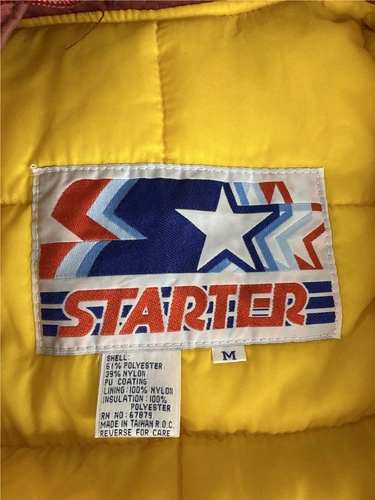 STARTER
M
SHELL:
61% POLYESTER
39% NYLON
PU COATING
LINING: 100% NYLON
INSULATION: 100%
POLYESTER
RN NO: 67879
MADE IN TAIWAN R.O.C.
REVERSE FOR CARE